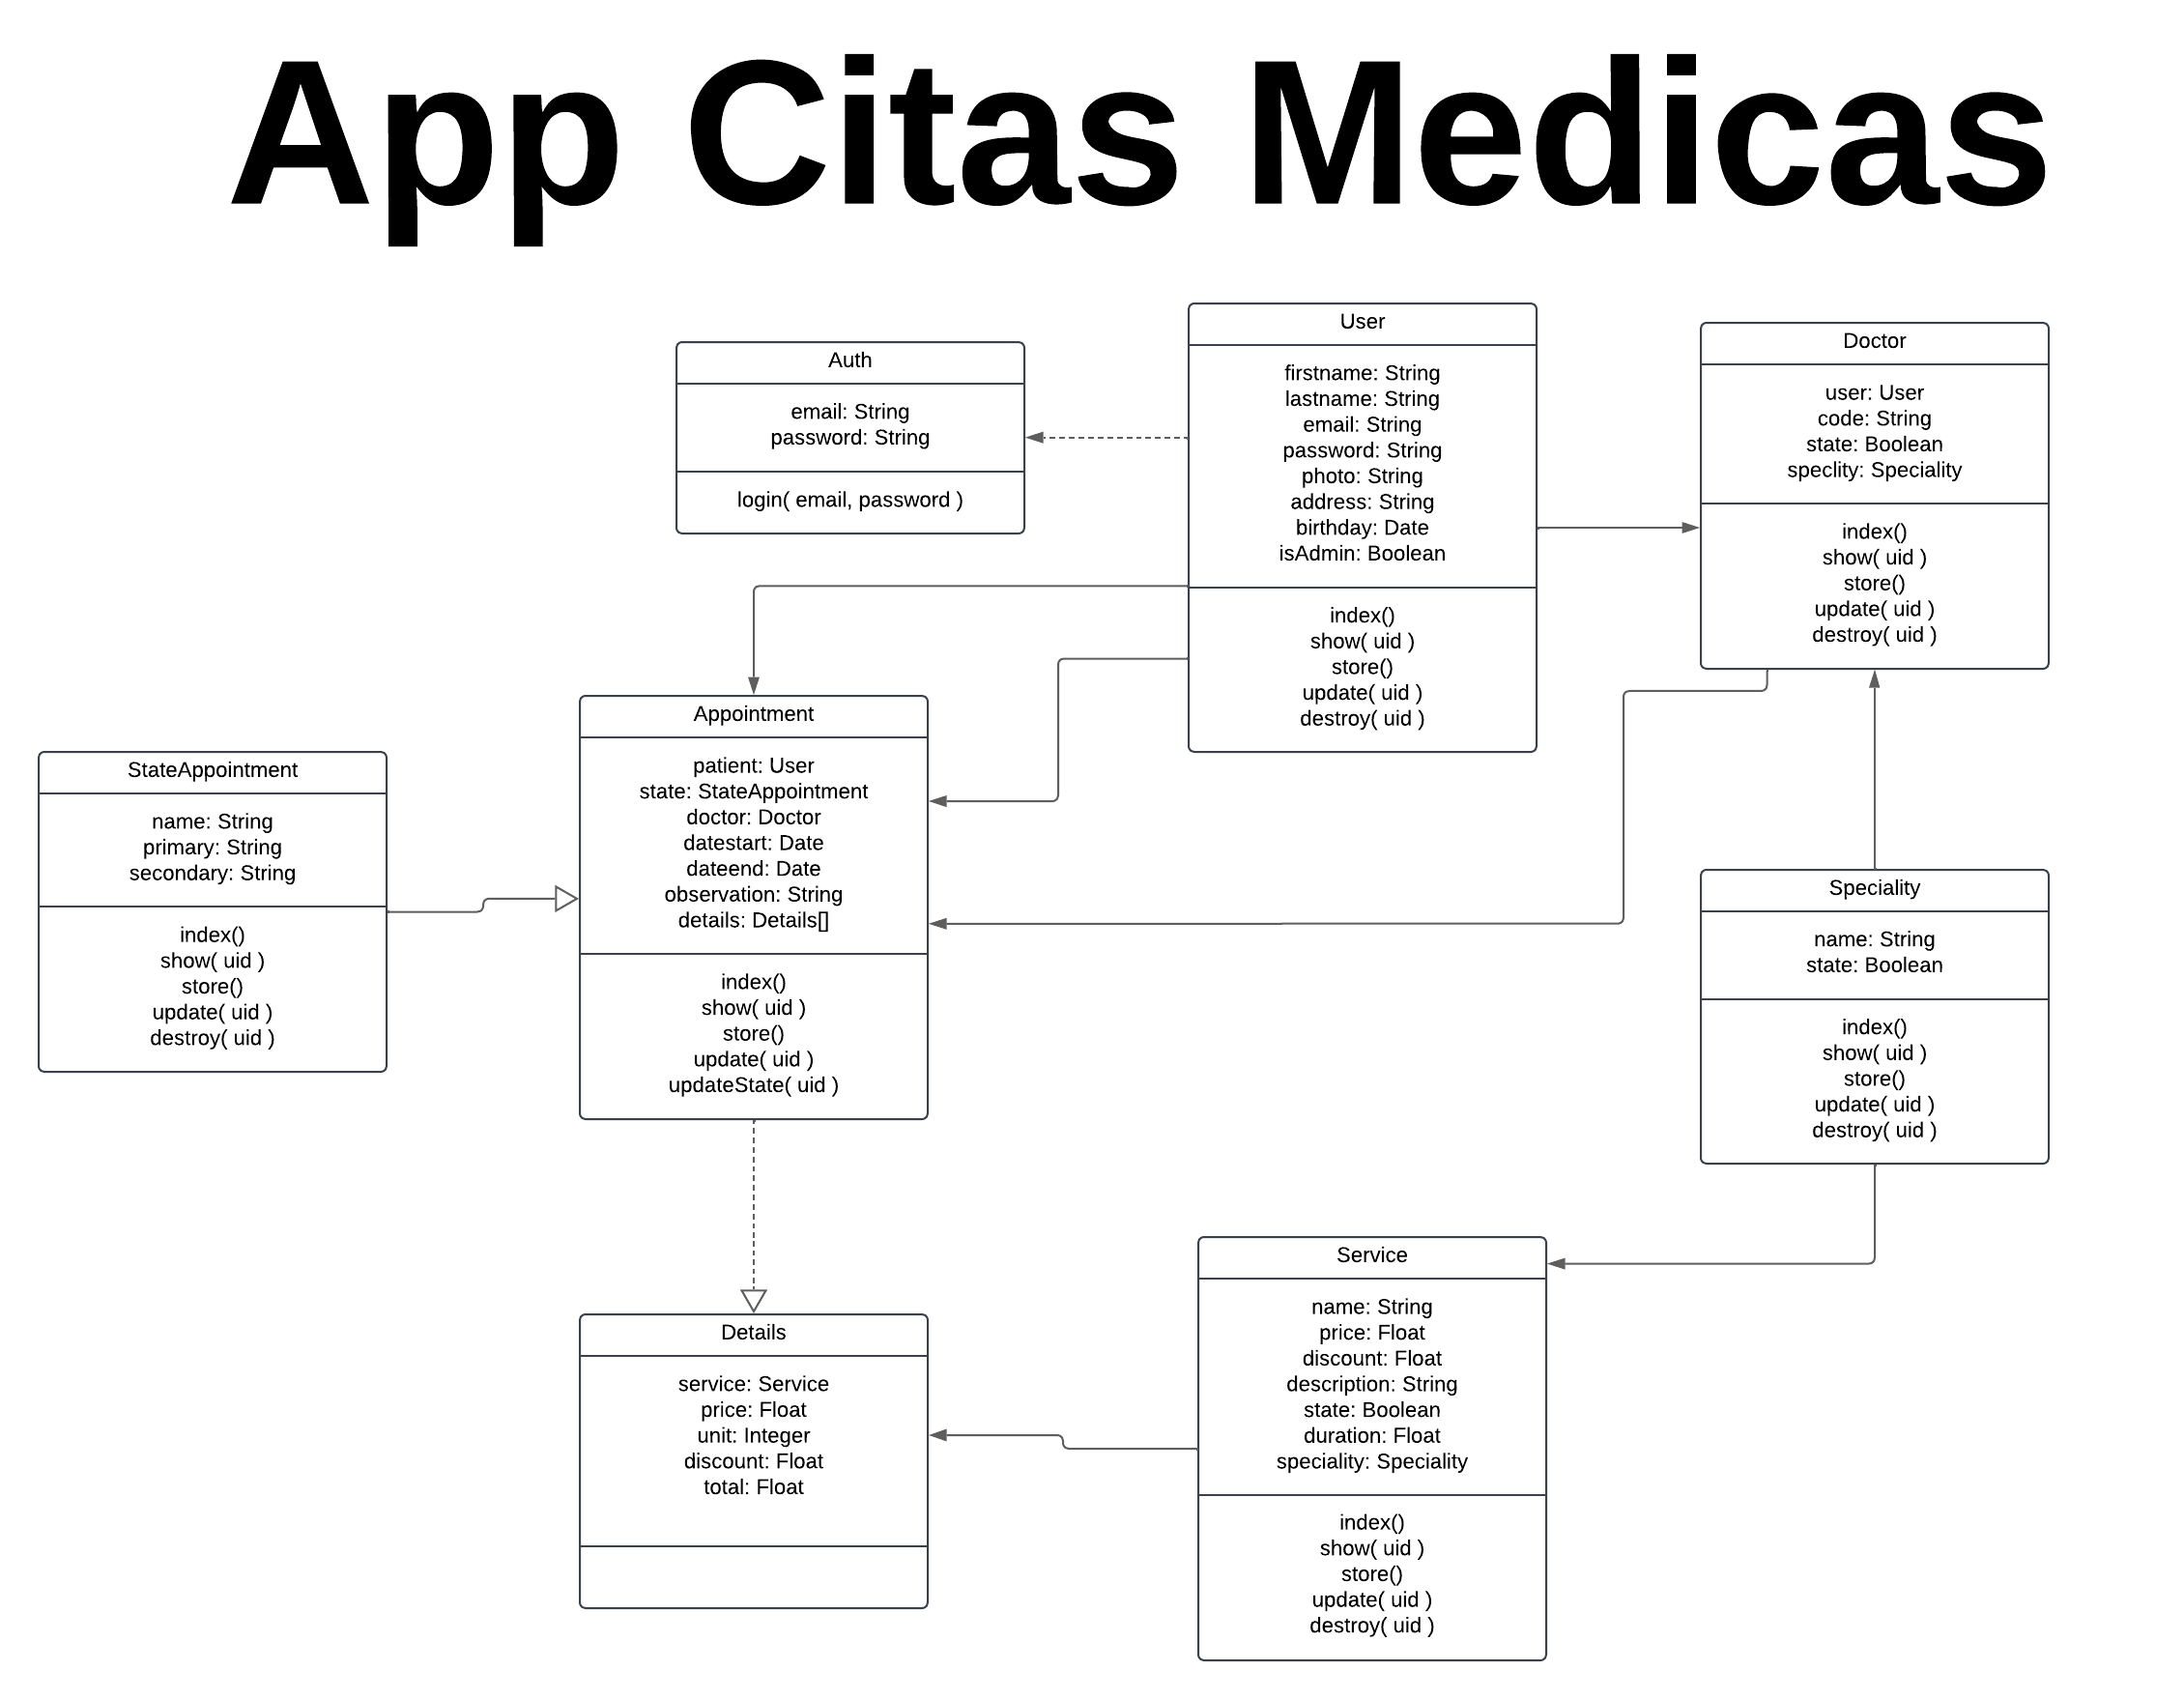 App Citas Medicas
Auth
email: String
password: String
login( email, password )
User
firstname: String
lastname: String
email: String
password: String
photo: String
address: String
birthday: Date
isAdmin: Boolean
index()
show( uid )
store()
update( uid )
destroy( uid )
Doctor
user: User
code: String
state: Boolean
speclity: Speciality
index()
show( uid )
store()
update( uid )
destroy( uid )
StateAppointment
name: String
primary: String
secondary: String
index()
show( uid )
store()
update( uid )
destroy( uid )
Appointment
patient: User
state: StateAppointment
doctor: Doctor
datestart: Date
dateend: Date
observation: String
details: Details[]
index()
show( uid )
store()
update( uid )
updateState( uid )
Speciality
name: String
state: Boolean
index()
show( uid )
store()
update( uid )
destroy( uid )
Details
service: Service
price: Float
unit: Integer
discount: Float
total: Float
Service
name: String
price: Float
discount: Float
description: String
state: Boolean
duration: Float
speciality: Speciality
index()
show( uid )
store()
update( uid )
destroy( uid )